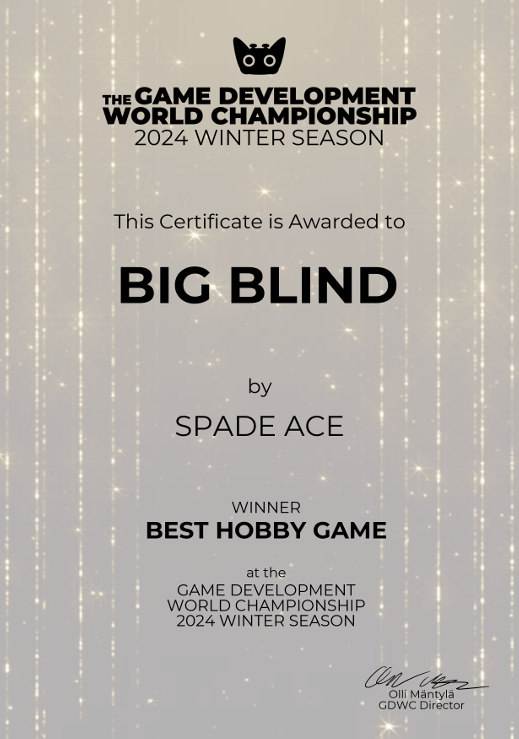 THE GAME DEVELOPMENT
WORLD CHAMPIONSHIP
2024 WINTER SEASON
This Certificate is Awarded to
BIG BLIND
by
SPADE ACE
WINNER
BEST HOBBY GAME
at the
GAME DEVELOPMENT
WORLD CHAMPIONSHIP
2024 WINTER SEASON
Olli Mäntylä
GDWC Director